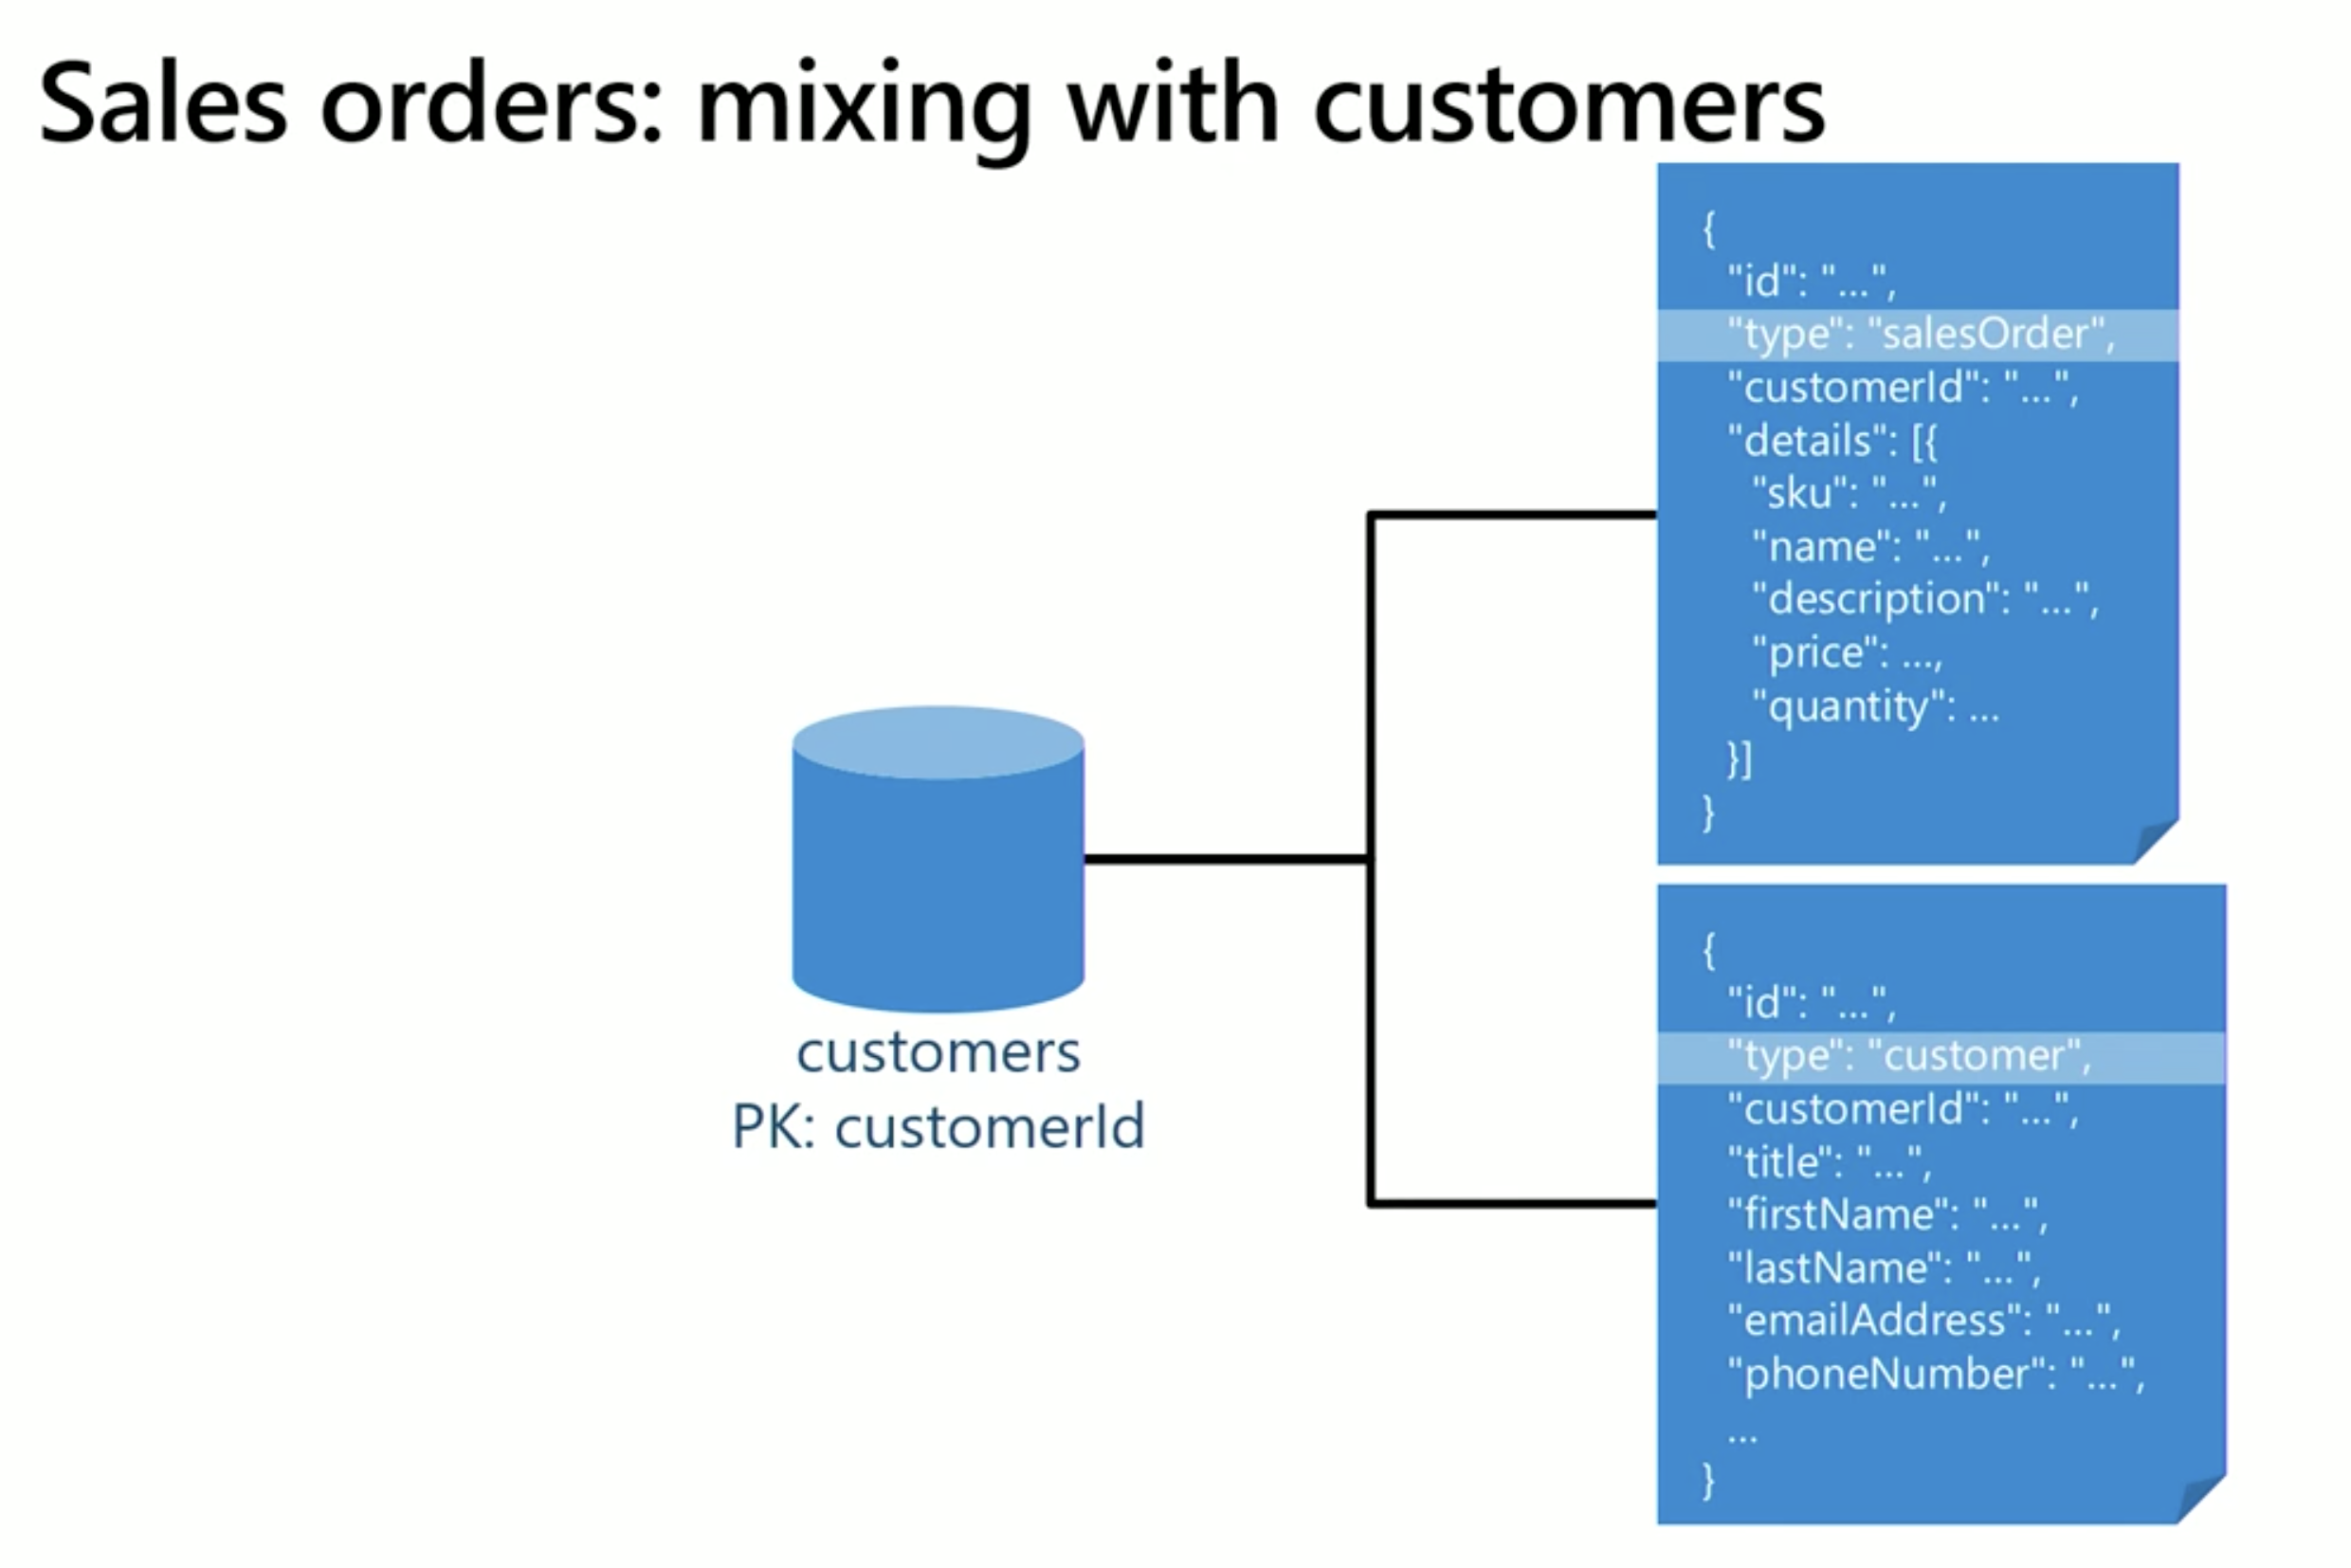 Sales orders: mixing with customers
{
"id": "...",
"type": "salesOrder",
"customerId": "...",
"details": [{
"sku": "...",
"name": "...",
"description": "...",
"price": ...,
"quantity": ...
}]
}
customers
PK: customerId
{
"id": "...",
"type": "customer",
"customerId": "...",
"title": "...",
"firstName": "...",
"lastName": "...",
"emailAddress": "...",
"phoneNumber": "...",
...
}